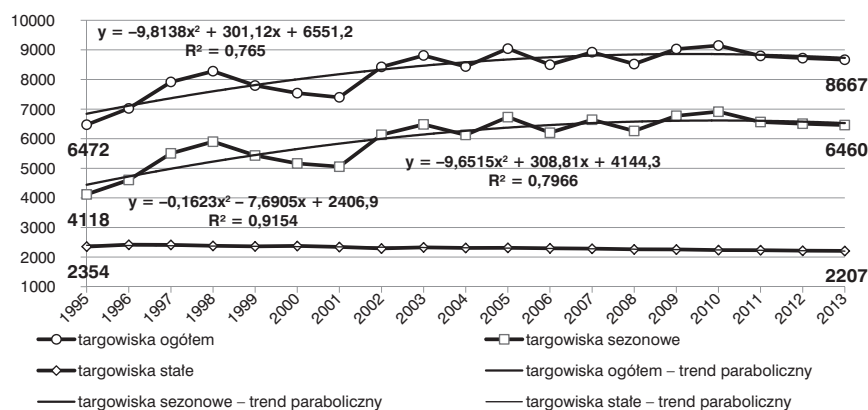 10000
9000
8000
7000
6000
5000
4000
3000
2000
1000
y = –9,8138x² + 301,12x + 6551,2
R² = 0,765
8667
6472
6460
y = –9,6515x² + 308,81x + 4144,3
R² = 0,7966
y = –0,1623x² – 7,6905x + 2406,9
R² = 0,9154
4118
2354
2207
1995 1996 1997 1998 1999 2000 2001 2002 2003 2004 2005 2006 2007 2008 2009 2010 2011 2012 2013
targowiska ogółem
targowiska sezonowe
targowiska stałe
targowiska ogółem – trend paraboliczny
targowiska sezonowe – trend paraboliczny
targowiska stałe – trend paraboliczny